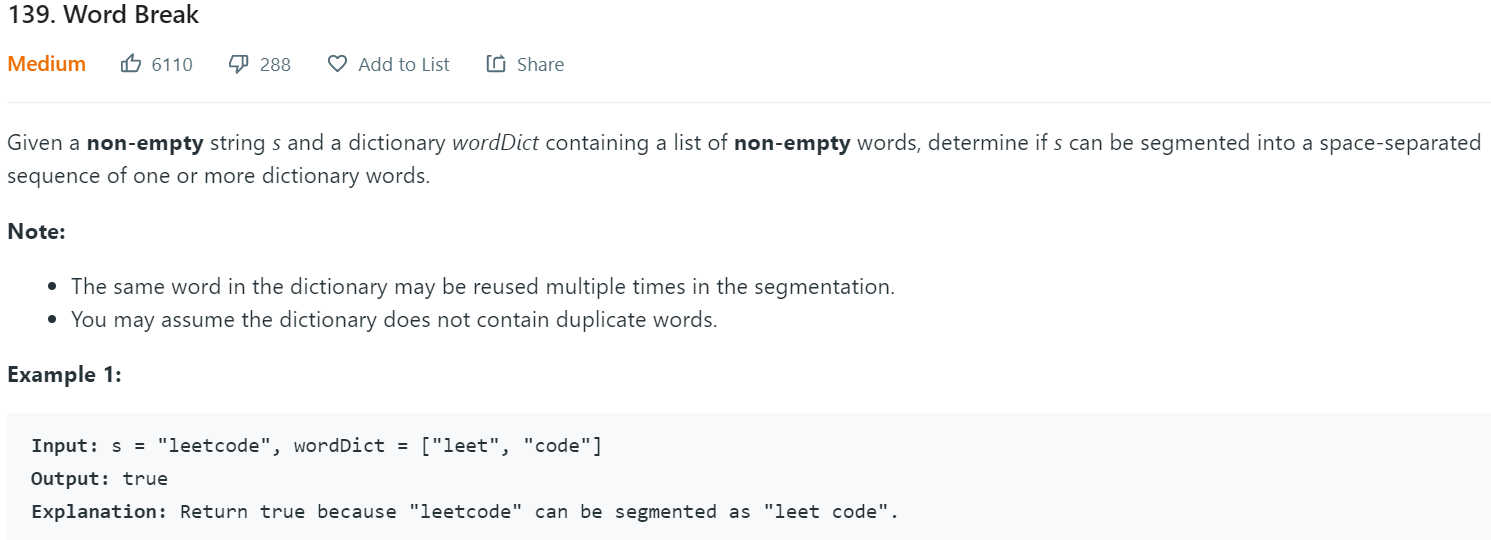 139. Word Break
Medium 6110 288 Add to List Share
Given a non-empty string s and a dictionary wordDict containing a list of non-empty words, determine if s can be segmented into a space-separated
sequence of one or more dictionary words.
Note:
• The same word in the dictionary may be reused multiple times in the segmentation.
• You may assume the dictionary does not contain duplicate words.
Example 1:
Input: s = "leetcode", wordDict = ["leet", "code"]
Output: true
Explanation: Return true because "leetcode" can be segmented as "leet code".